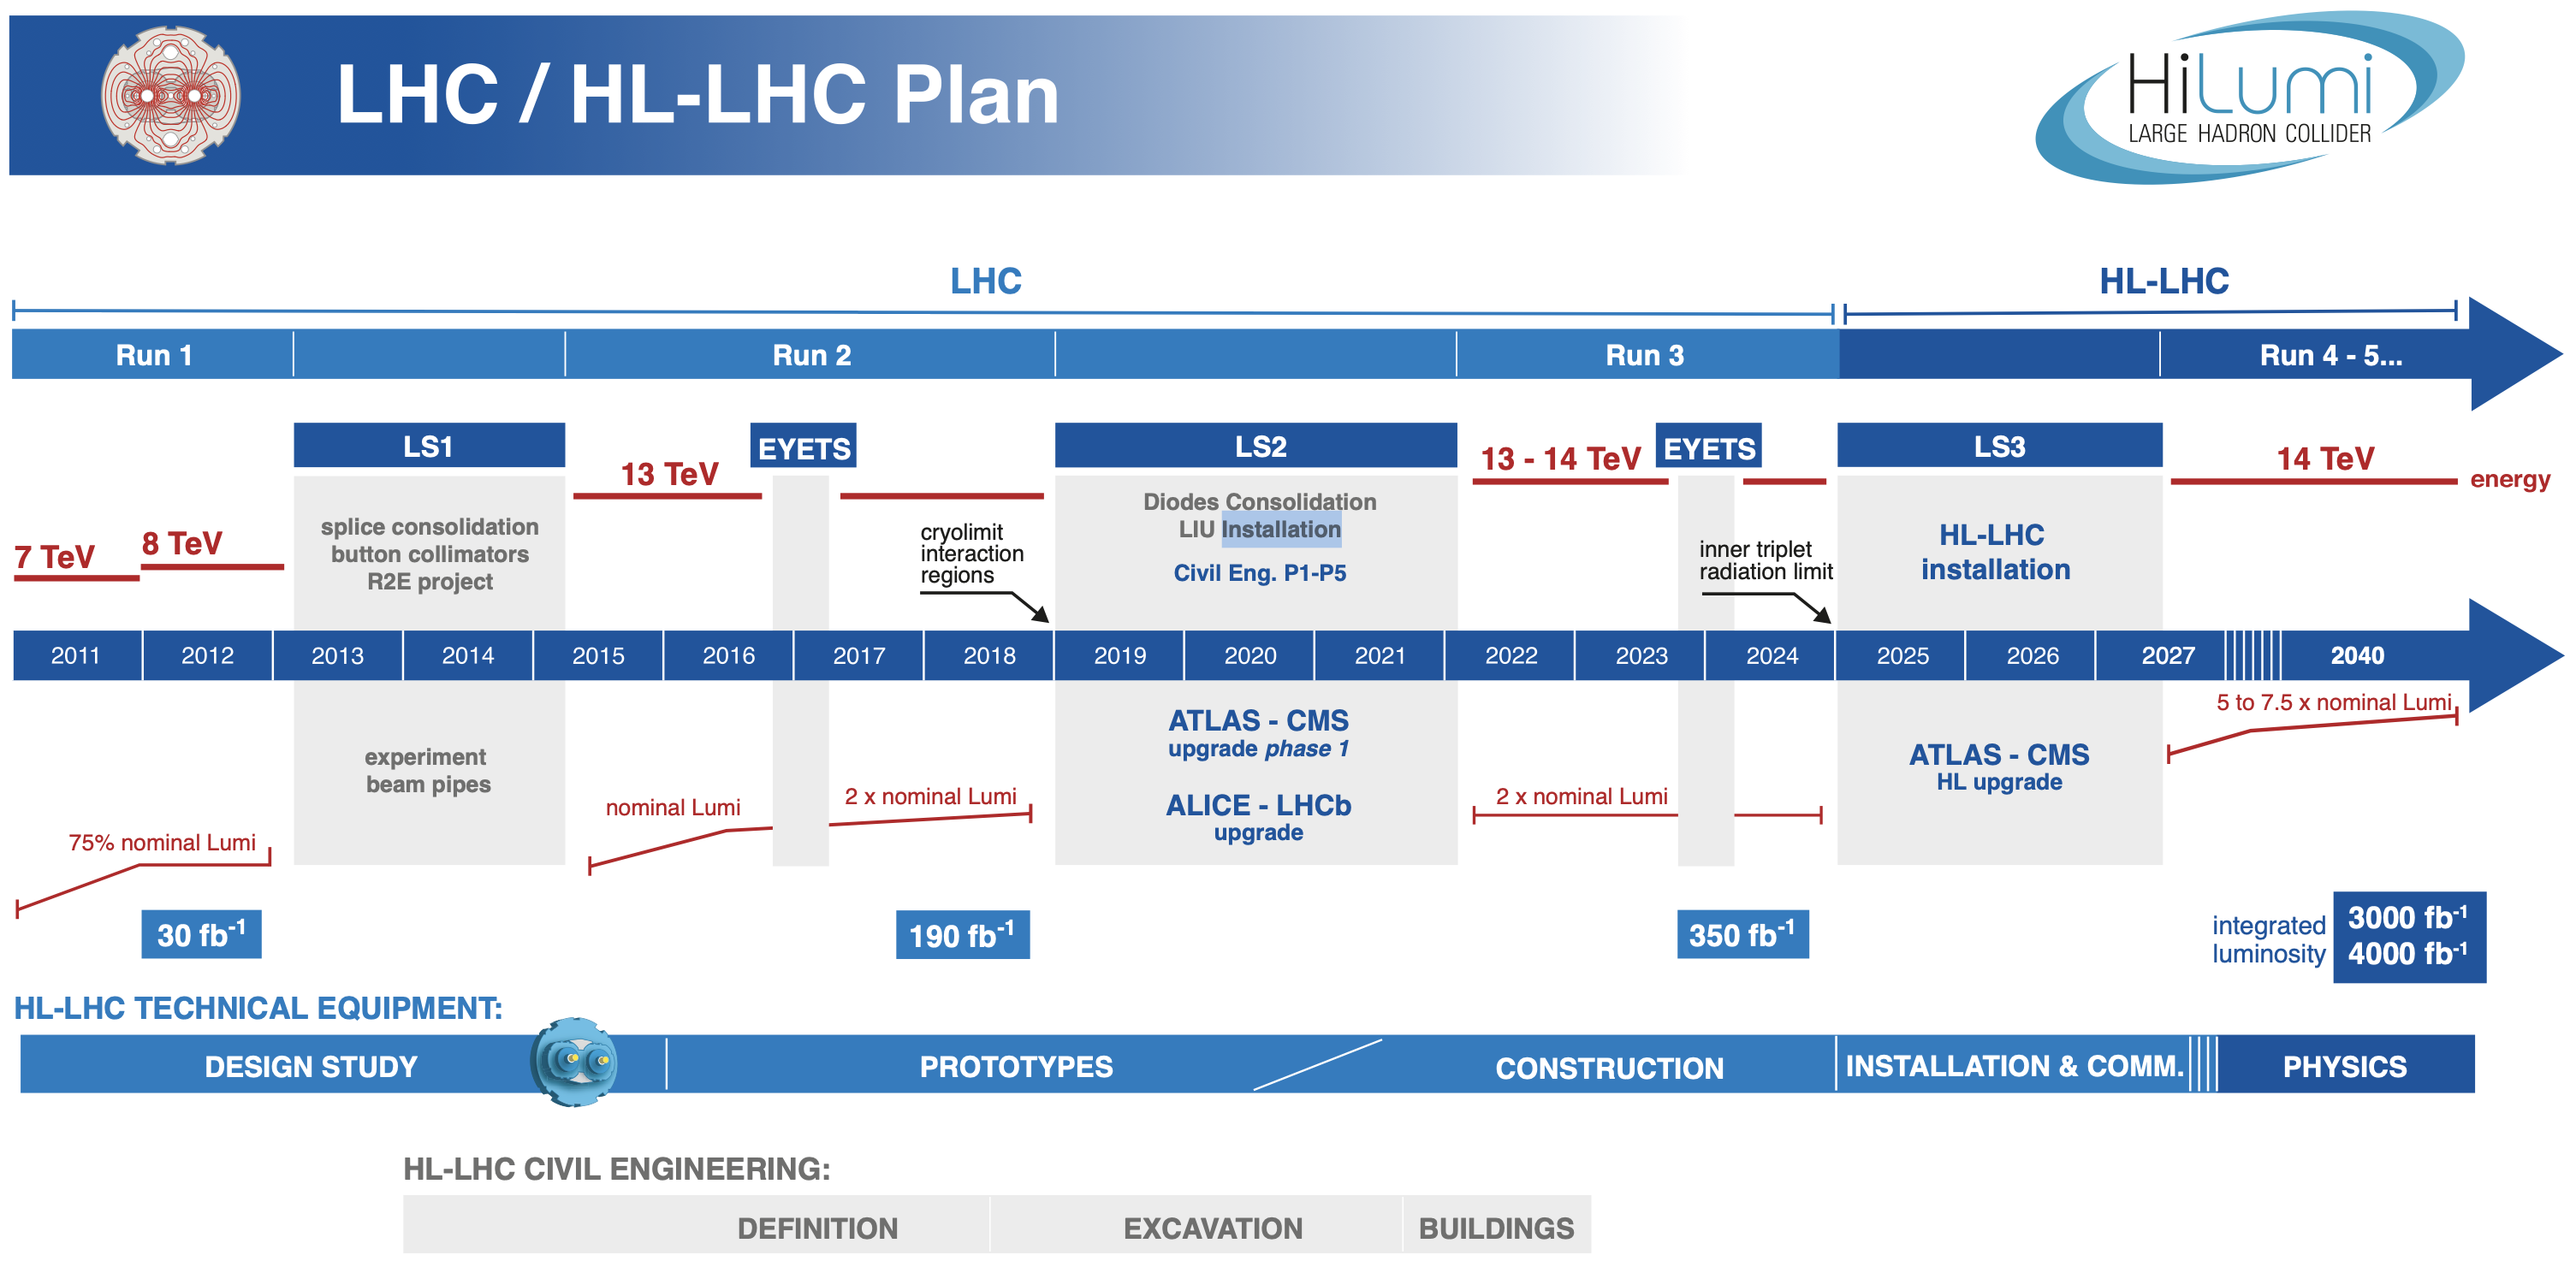 LHC / HL-LHC Plan
HiLumi
LARGE HADRON COLLIDER
LHC
HL-LHC
Run 1
Run 2
Run 3
Run 4 - 5...
LS1
EYETS
LS2
EYETS
LS3
7 TeV
8 TeV
13 TeV
13 - 14 TeV
14 TeV
energy
splice consolidation
button collimators
R2E project
cryolimit
interaction
regions
Diodes Consolidation
LIU Installation
Civil Eng. P1-P5
inner triplet
radiation limit
HL-LHC
installation
2011
2012
2013
2014
2015
2016
2017
2018
2019
2020
2021
2022
2023
2024
2025
2026
2027
2040
75% nominal Lumi
experiment
beam pipes
nominal Lumi
2 x nominal Lumi
ATLAS - CMS
upgrade phase 1
ALICE - LHCb
upgrade
2 x nominal Lumi
ATLAS - CMS
HL upgrade
5 to 7.5 x nominal Lumi
30 fb⁻¹
190 fb⁻¹
350 fb⁻¹
integrated
luminosity
3000 fb⁻¹
4000 fb⁻¹
HL-LHC TECHNICAL EQUIPMENT:
DESIGN STUDY
PROTOTYPES
CONSTRUCTION
INSTALLATION & COMM.
PHYSICS
HL-LHC CIVIL ENGINEERING:
DEFINITION
EXCAVATION
BUILDINGS